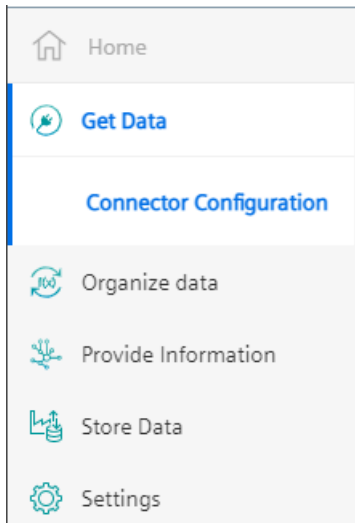 Home
Get Data
Connector Configuration
f(x)
Organize data
Provide Information
Store Data
Settings